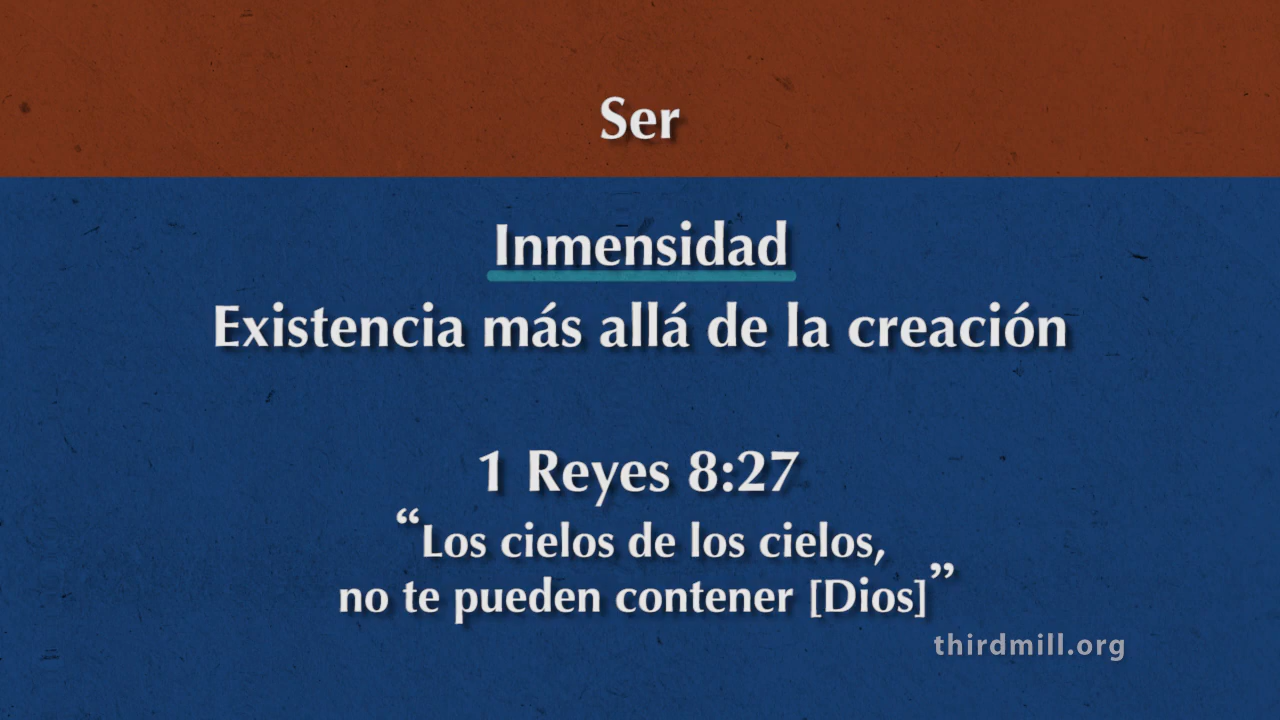 Ser
Inmensidad
Existencia más allá de la creación
1 Reyes 8:27
“Los cielos de los cielos,
no te pueden contener [Dios]”
thirdmill.org